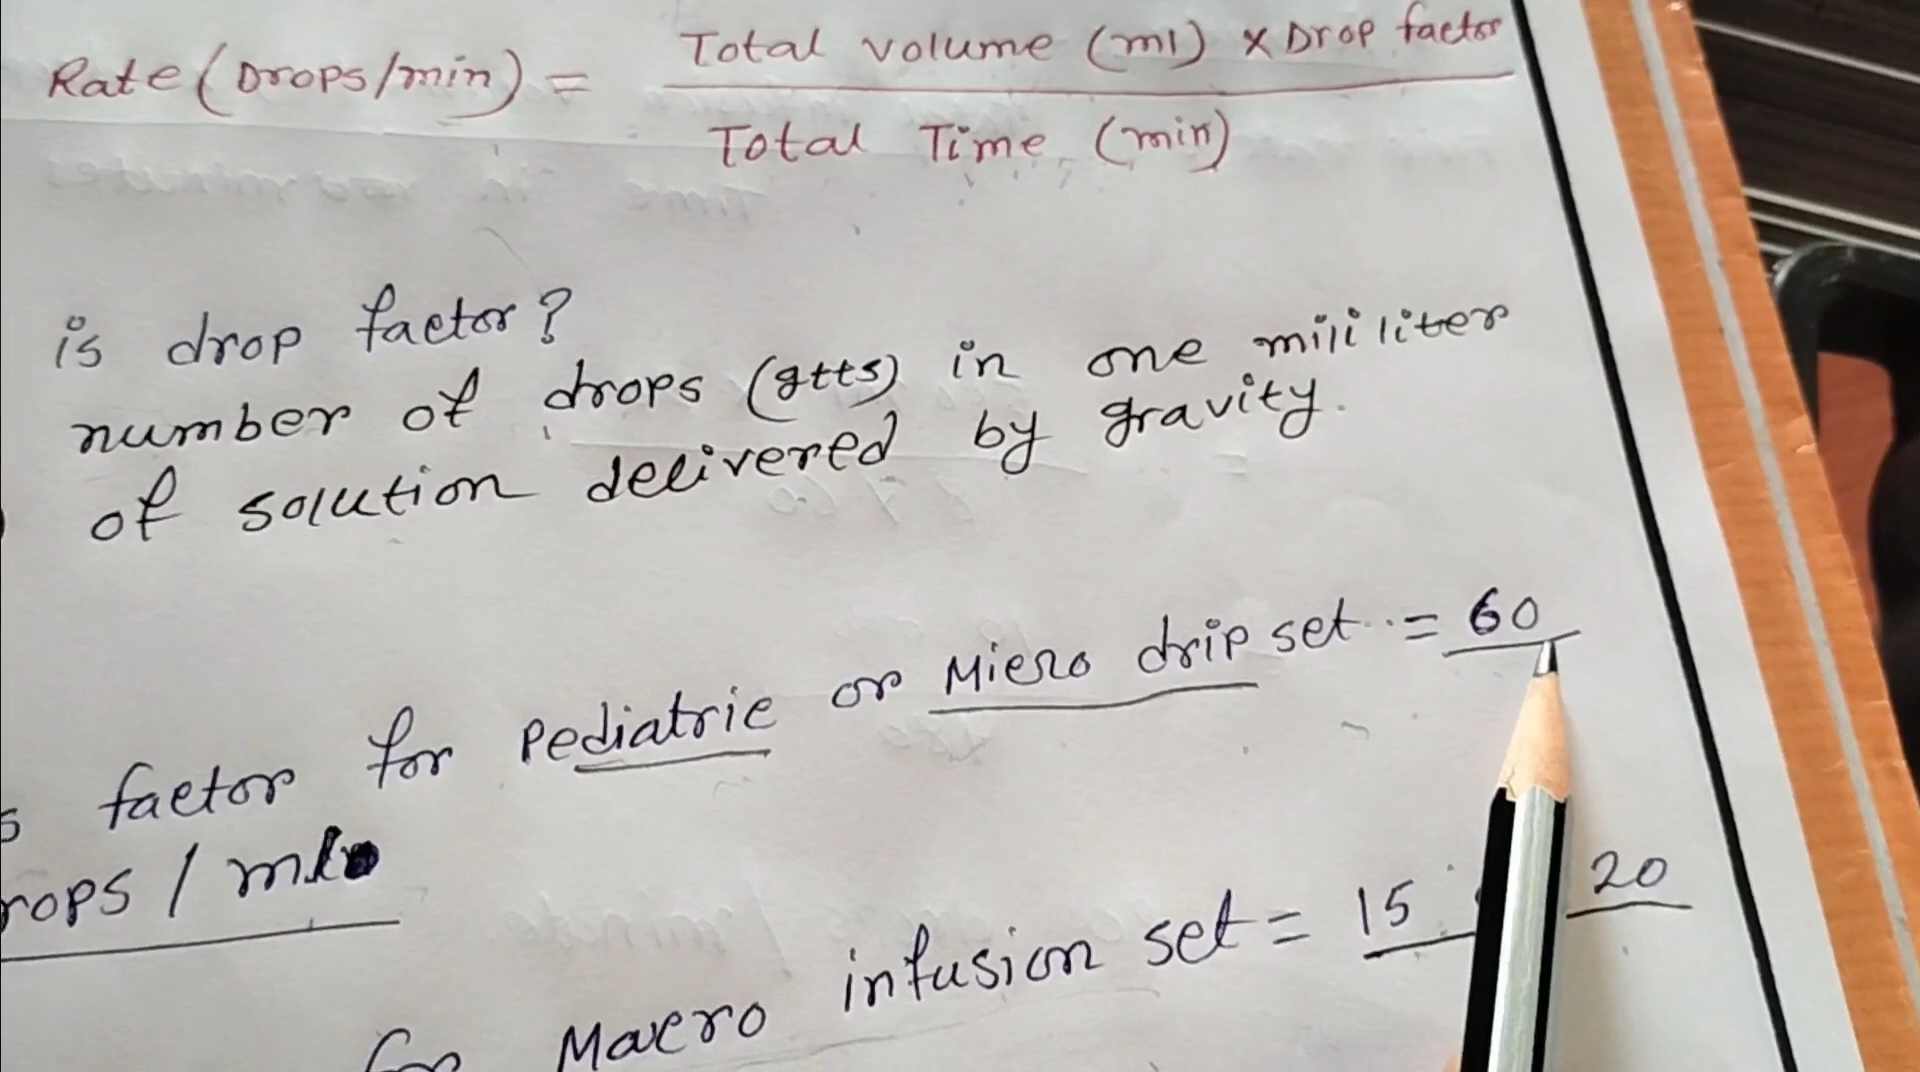 Rate (Drops/min) = Total volume (ml) x Drop factor
Total Time (min)
is drop factor?
number of drops (gtts) in one mili liter
of solution delivered by gravity.
factor for Pediatric or Micro drip set = 60
rops / ml
for Macro infusion set = 15 20